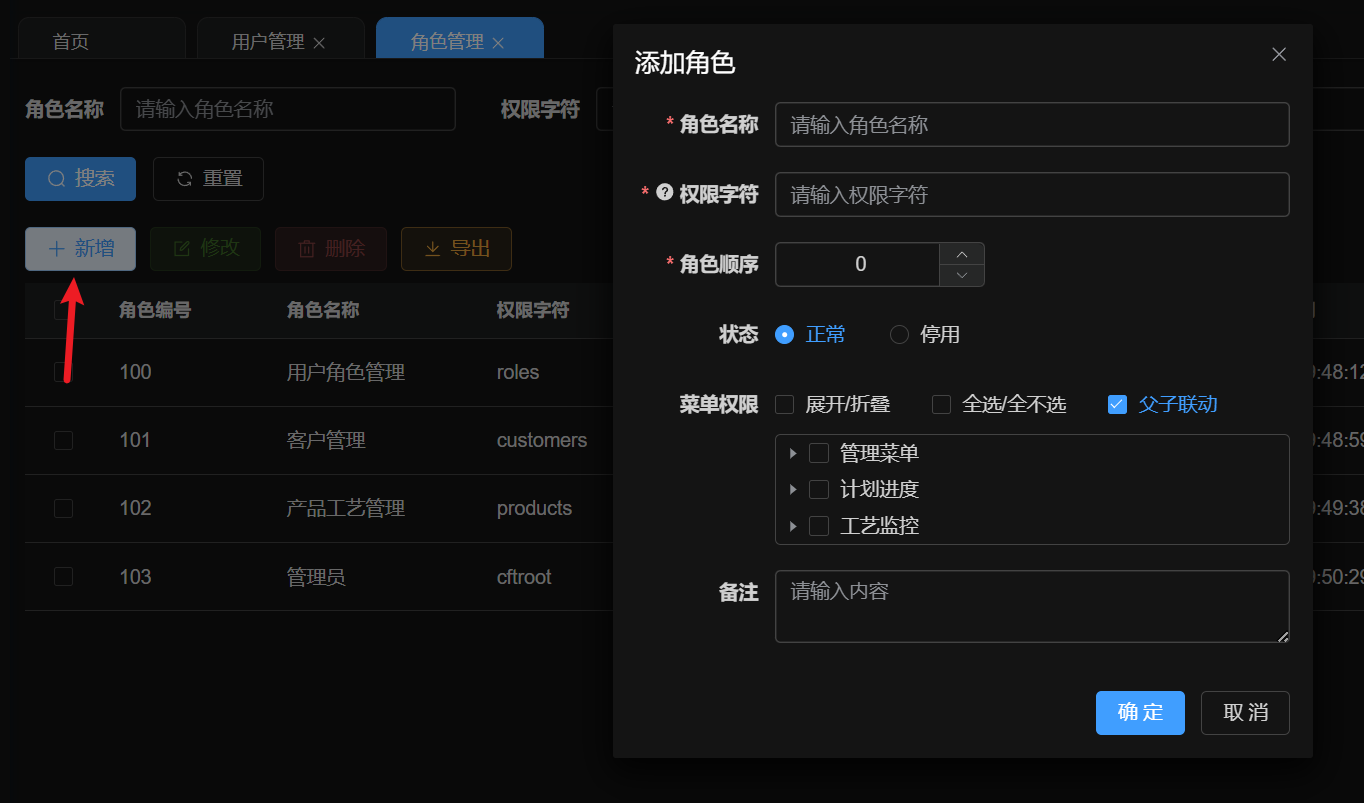 首页
用户管理
角色管理
角色名称 请输入角色名称
权限字符
搜索
重置
新增
修改
删除
导出
角色编号 角色名称 权限字符
100 用户角色管理 roles :48:12
101 客户管理 customers :48:59
102 产品工艺管理 products :49:38
103 管理员 cftroot :50:29
添加角色
* 角色名称 请输入角色名称
* ? 权限字符 请输入权限字符
* 角色顺序 0
状态 正常 停用
菜单权限 展开/折叠 全选/全不选 父子联动
管理菜单
计划进度
工艺监控
备注 请输入内容
确 定
取 消